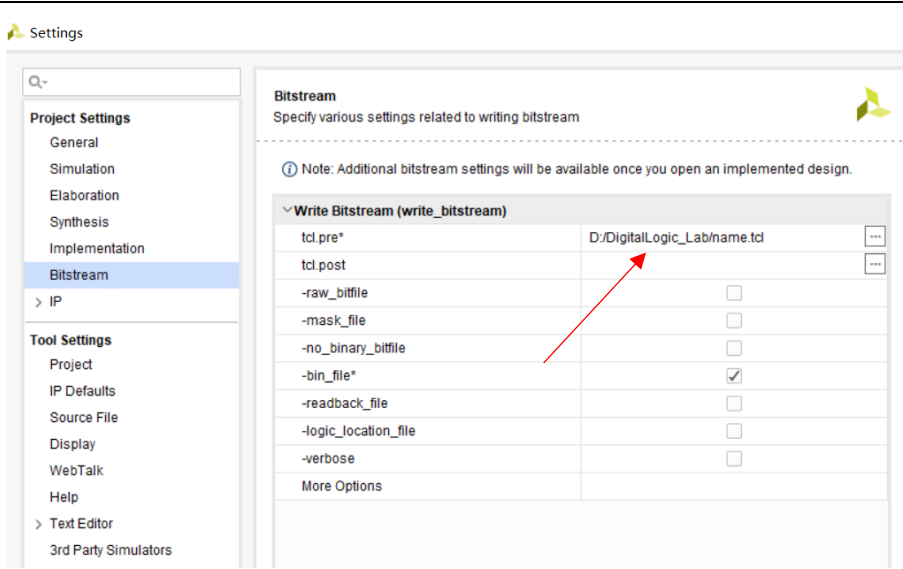 Settings
Project Settings
General
Simulation
Elaboration
Synthesis
Implementation
Bitstream
> IP
Tool Settings
Project
IP Defaults
Source File
Display
WebTalk
Help
> Text Editor
3rd Party Simulators
Bitstream
Specify various settings related to writing bitstream
Note: Additional bitstream settings will be available once you open an implemented design.
Write Bitstream (write_bitstream)
tcl.pre* D:/DigitalLogic_Lab/name.tcl ...
tcl.post ...
-raw_bitfile
-mask_file
-no_binary_bitfile
-bin_file*
-readback_file
-logic_location_file
-verbose
More Options